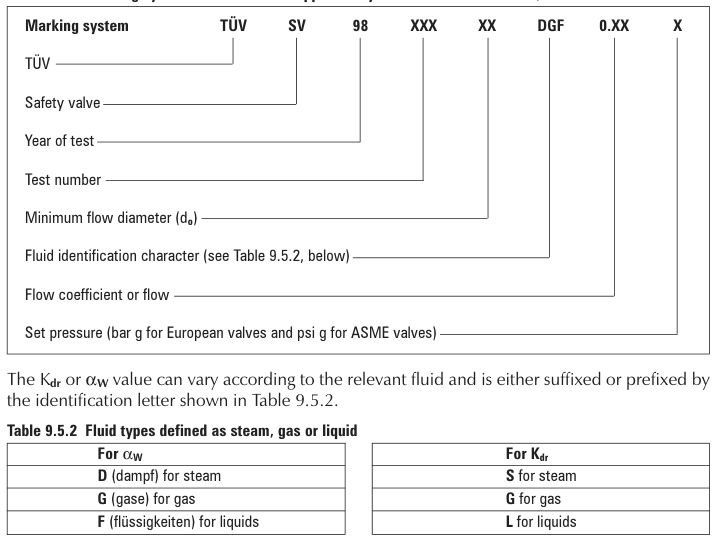 Marking system TÜV SV 98 XXX XX DGF 0.XX X
TÜV
Safety valve
Year of test
Test number
Minimum flow diameter (do)
Fluid identification character (see Table 9.5.2, below)
Flow coefficient or flow
Set pressure (bar g for European valves and psi g for ASME valves)
The Kdr or αW value can vary according to the relevant fluid and is either suffixed or prefixed by
the identification letter shown in Table 9.5.2.
Table 9.5.2 Fluid types defined as steam, gas or liquid
For αW For Kdr
D (dampf) for steam S for steam
G (gase) for gas G for gas
F (flüssigkeiten) for liquids L for liquids